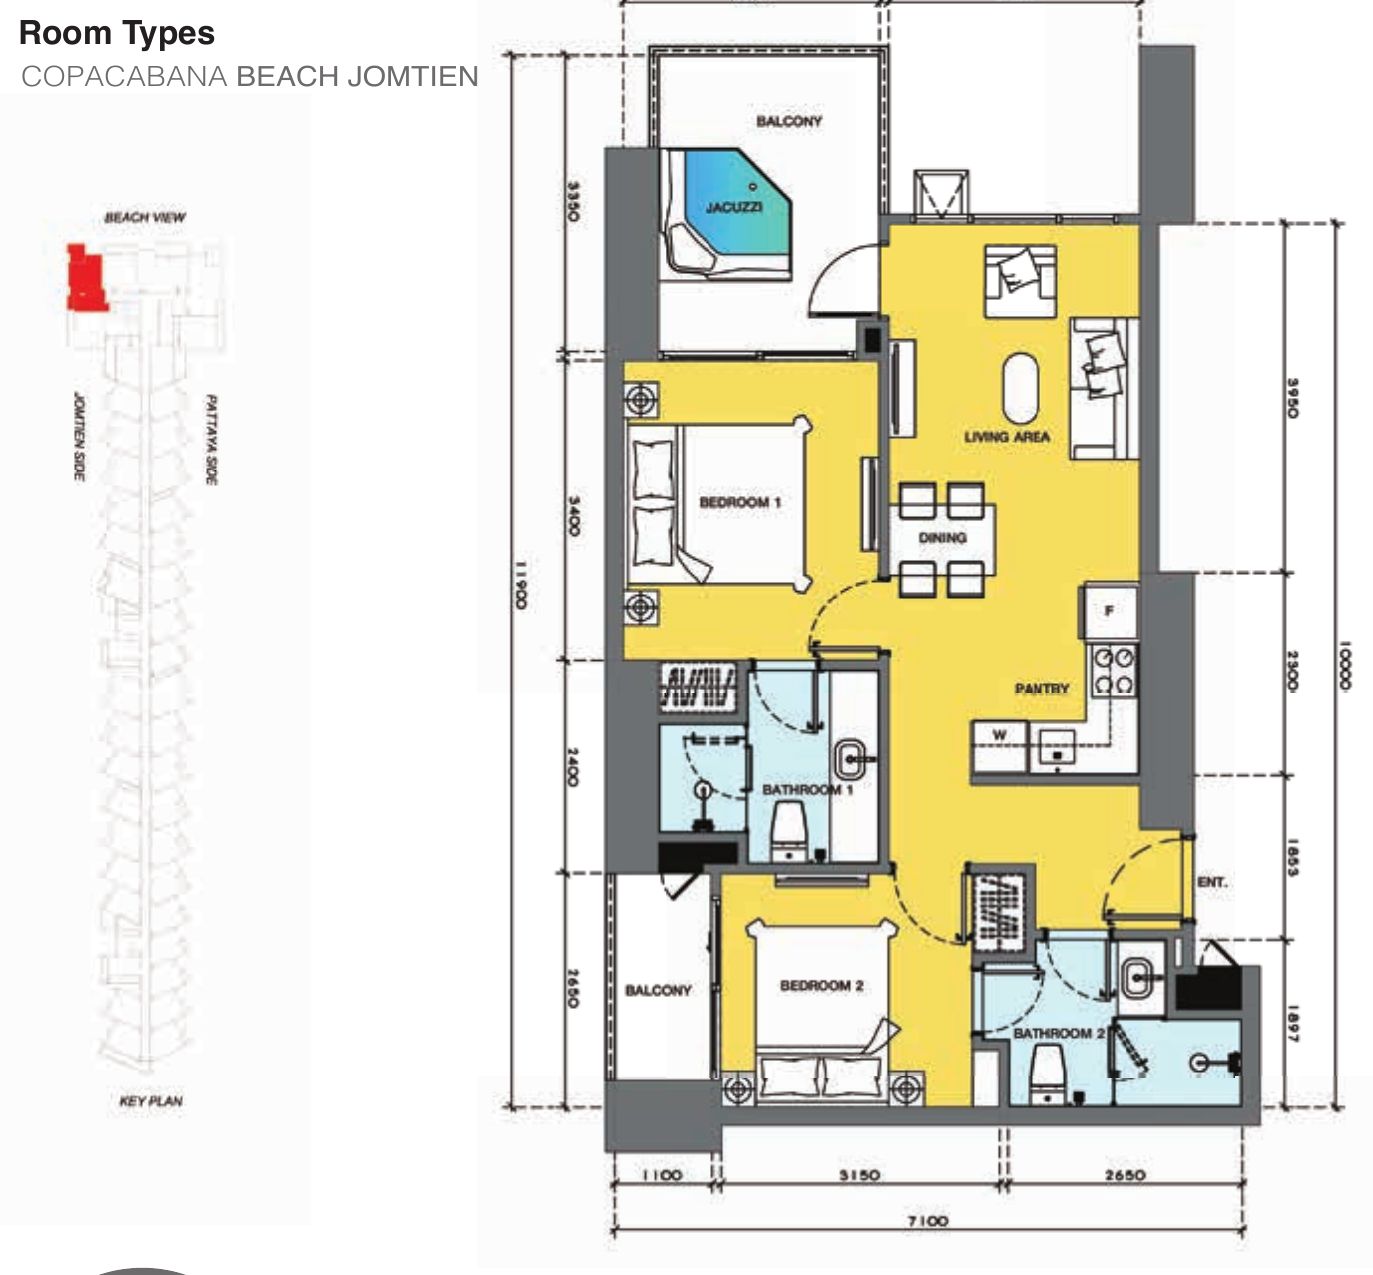 Room Types
COPACABANA BEACH JOMTIEN
BEACH VIEW
JOMTIEN SIDE
PATTAYA SIDE
KEY PLAN
BALCONY
JACUZZI
3350
LIVING AREA
3950
BEDROOM 1
3400
DINING
11900
F
PANTRY
2300
10000
W
2400
BATHROOM 1
1853
ENT.
BALCONY
BEDROOM 2
2650
BATHROOM 2
1897
1100
3150
2650
7100